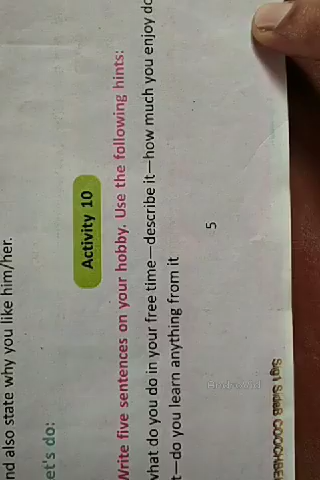 nd also state why you like him/her.
et's do:
Activity 10
Write five sentences on your hobby. Use the following hints:
what do you do in your free time—describe it—how much you enjoy do
t—do you learn anything from it
5